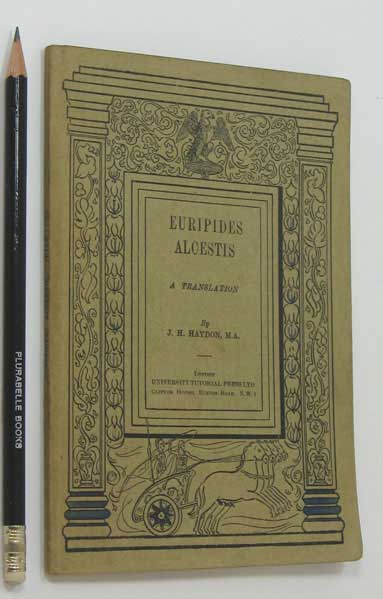 EURIPIDES
ALCESTIS
A TRANSLATION
By
J. H. HAYDON, M.A.
London
UNIVERSITY TUTORIAL PRESS LTD
CLIFTON HOUSE, EUSTON ROAD, N.W. 1
PLURABELLE BOOKS